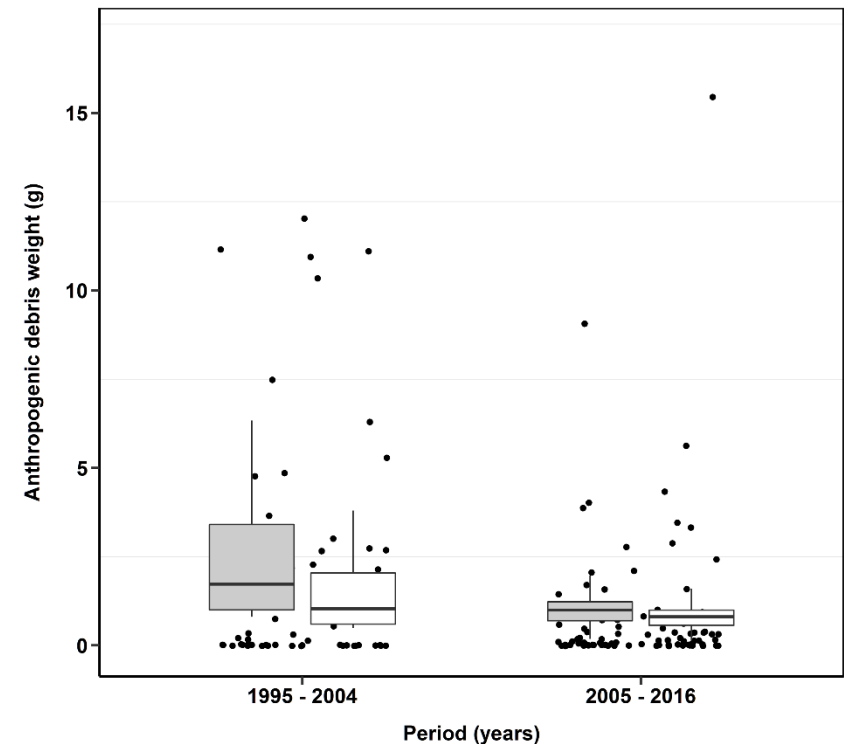 Anthropogenic debris weight (g)
15
10
5
0
1995 - 2004
2005 - 2016
Period (years)